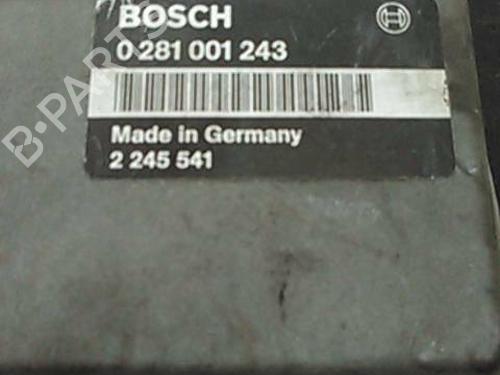 BOSCH
0 281 001 243
Made in Germany
2 245 541
B-PARTS